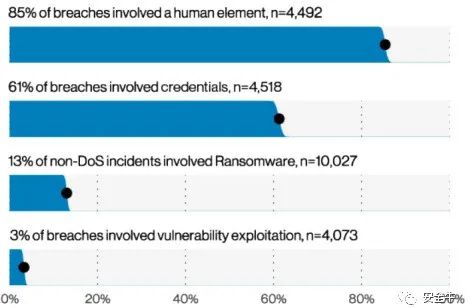 85% of breaches involved a human element, n=4,492
61% of breaches involved credentials, n=4,518
13% of non-DoS incidents involved Ransomware, n=10,027
3% of breaches involved vulnerability exploitation, n=4,073
0% 20% 40% 60% 80%
安全牛